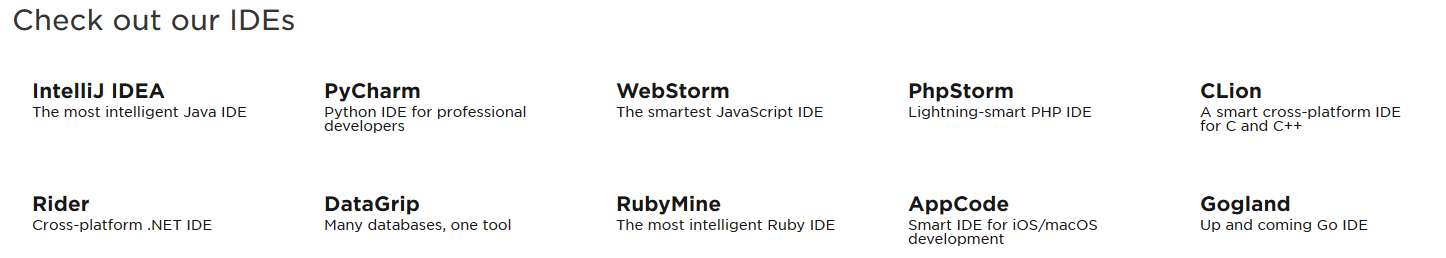 Check out our IDEs
IntelliJ IDEA
The most intelligent Java IDE
PyCharm
Python IDE for professional
developers
WebStorm
The smartest JavaScript IDE
PhpStorm
Lightning-smart PHP IDE
CLion
A smart cross-platform IDE
for C and C++
Rider
Cross-platform .NET IDE
DataGrip
Many databases, one tool
RubyMine
The most intelligent Ruby IDE
AppCode
Smart IDE for iOS/macOS
development
Gogland
Up and coming Go IDE